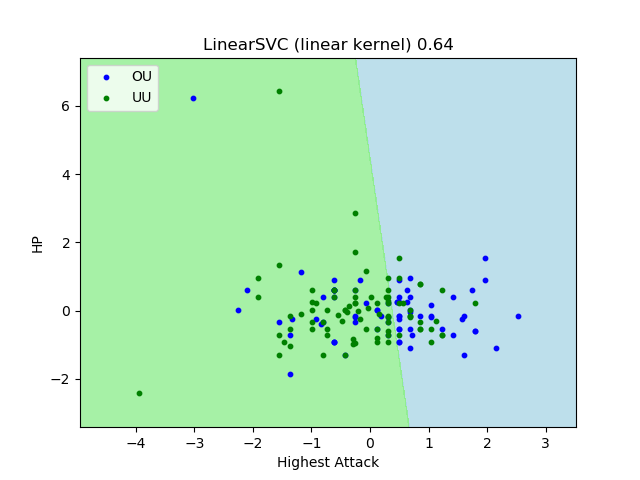 LinearSVC (linear kernel) 0.64
OU
UU
6
4
2
0
−2
HP
−4 −3 −2 −1 0 1 2 3
Highest Attack